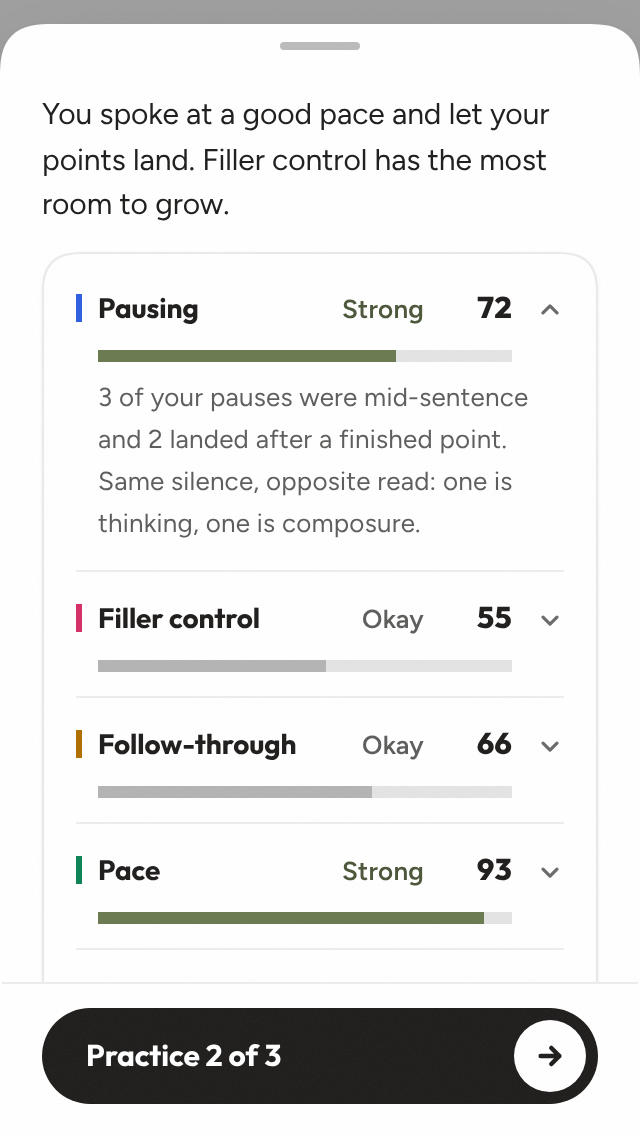 You spoke at a good pace and let your
points land. Filler control has the most
room to grow.
Pausing Strong 72
3 of your pauses were mid-sentence
and 2 landed after a finished point.
Same silence, opposite read: one is
thinking, one is composure.
Filler control Okay 55
Follow-through Okay 66
Pace Strong 93
Practice 2 of 3